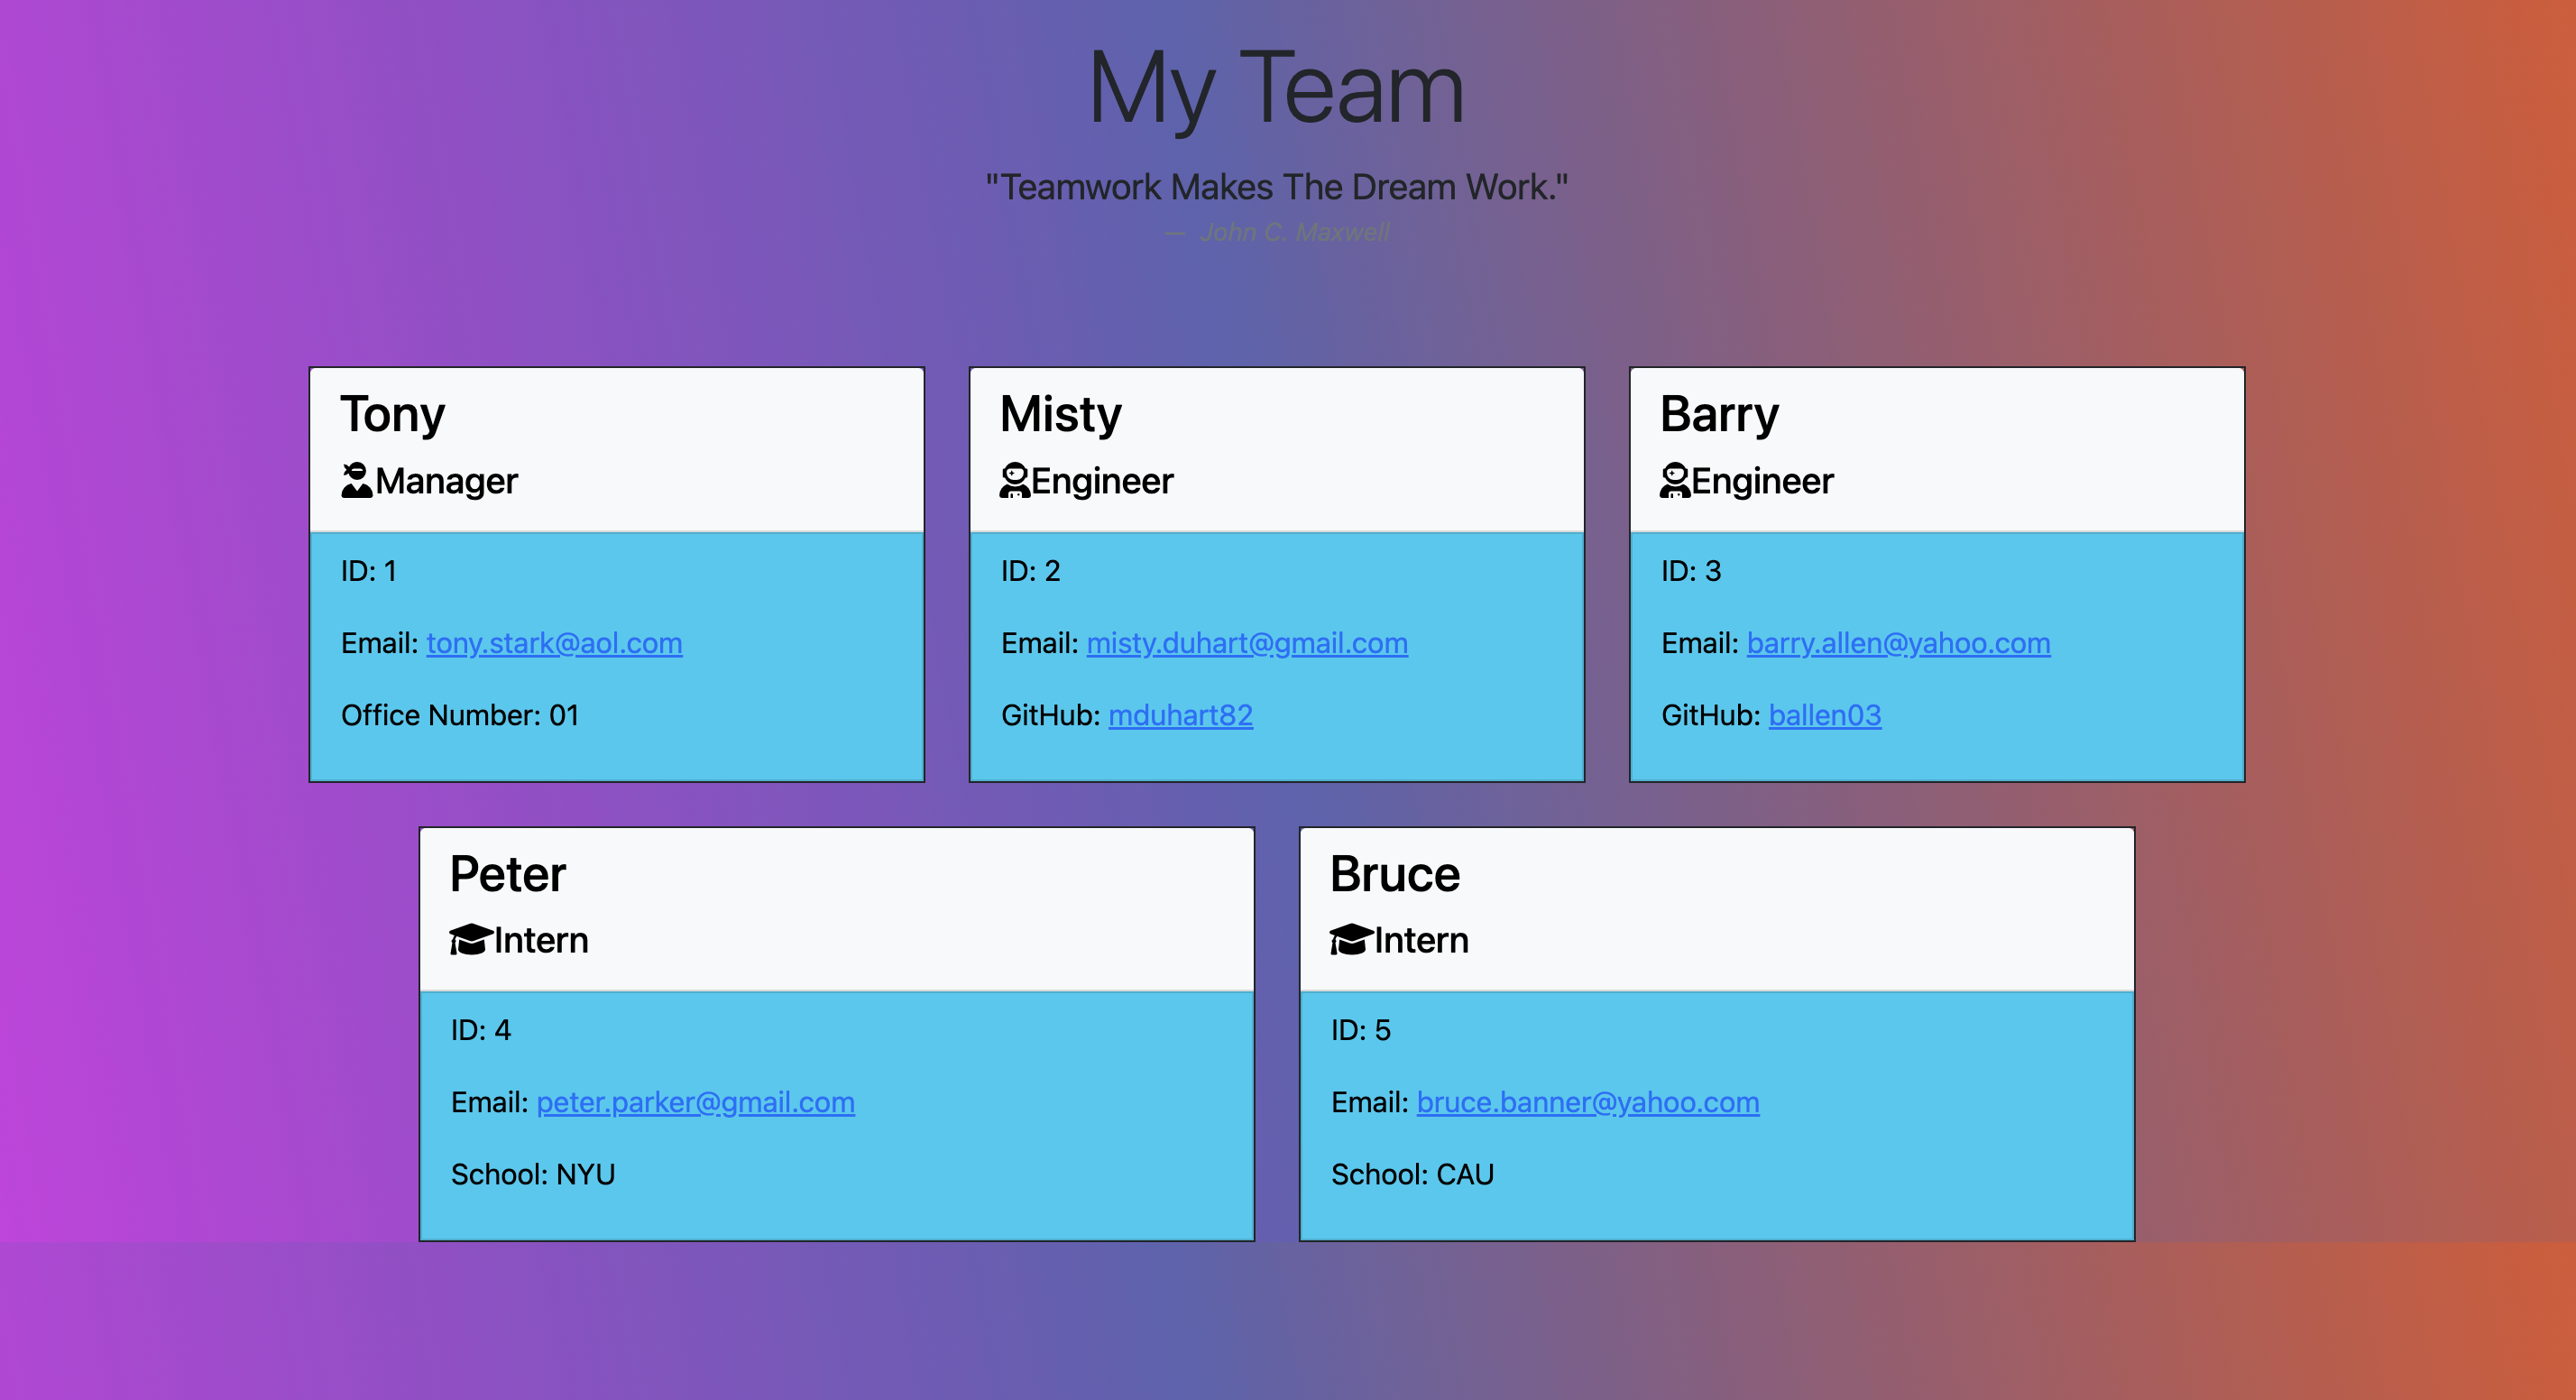 My Team
"Teamwork Makes The Dream Work."
— John C. Maxwell
Tony
Manager
ID: 1
Email: tony.stark@aol.com
Office Number: 01
Misty
Engineer
ID: 2
Email: misty.duhart@gmail.com
GitHub: mduhart82
Barry
Engineer
ID: 3
Email: barry.allen@yahoo.com
GitHub: ballen03
Peter
Intern
ID: 4
Email: peter.parker@gmail.com
School: NYU
Bruce
Intern
ID: 5
Email: bruce.banner@yahoo.com
School: CAU